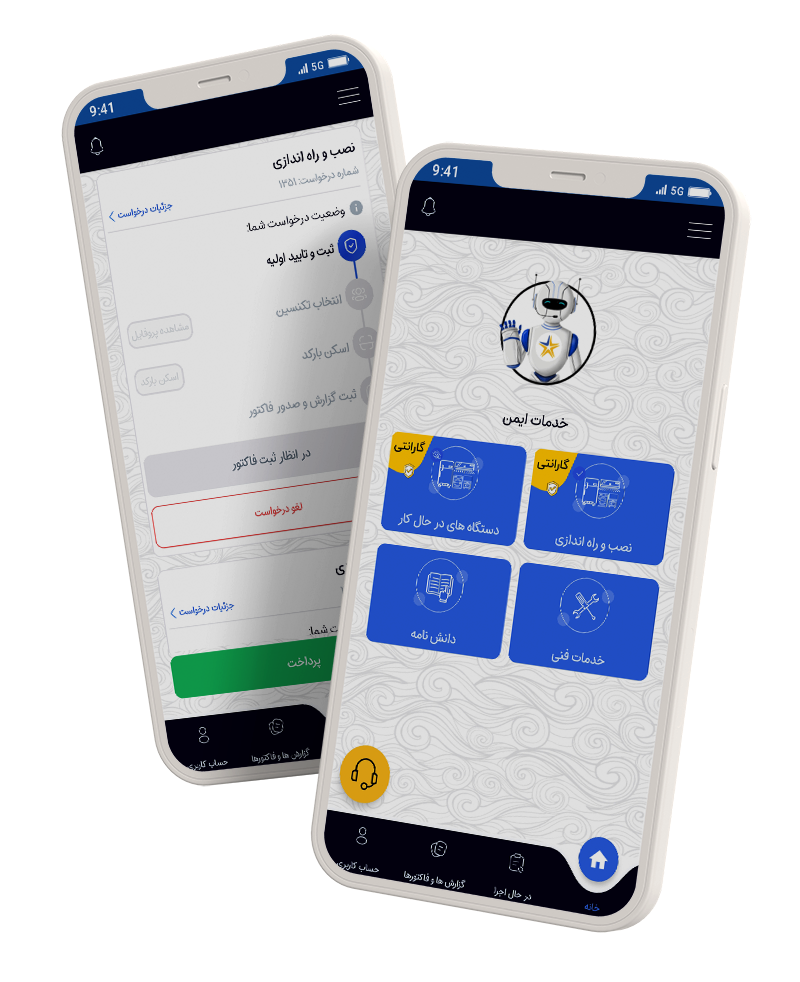 9:41
5G
نصب و راه اندازی
شماره درخواست: ۱۳۵۱
جزئیات درخواست
وضعیت درخواست شما:
ثبت و تایید اولیه
انتخاب تکنسین
مشاهده پروفایل
اسکن بارکد
اسکن بارکد
ثبت گزارش و صدور فاکتور
در انظار ثبت فاکتور
لغو درخواست
جزئیات درخواست
شما:
پرداخت
گزارش ها و فاکتورها
حساب کاربری
9:41
5G
خدمات ایمن
گارانتی
نصب و راه اندازی
گارانتی
دستگاه های در حال کار
خدمات فنی
دانش نامه
خانه
در حال اجرا
گزارش ها و فاکتورها
حساب کاربری